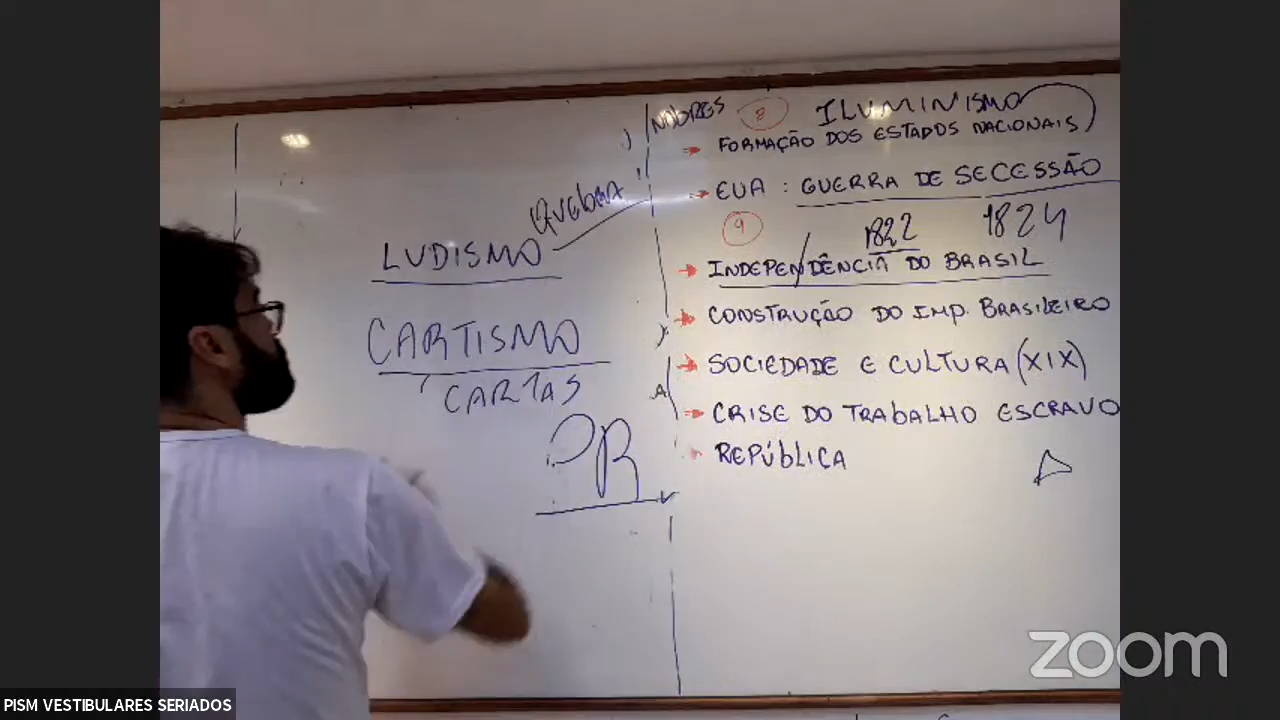 LUDISMO
QUEBRA
CARTISMO
CARTAS
PR
NOBRES
8
ILUMINISMO
→ FORMAÇÃO DOS ESTADOS NACIONAIS
→ EUA : GUERRA DE SECESSÃO
9
1822
1824
→ INDEPENDÊNCIA DO BRASIL
→ CONSTRUÇÃO DO IMP. BRASILEIRO
→ SOCIEDADE E CULTURA (XIX)
→ CRISE DO TRABALHO ESCRAVO
→ REPÚBLICA
A
zoom
PISM VESTIBULARES SERIADOS